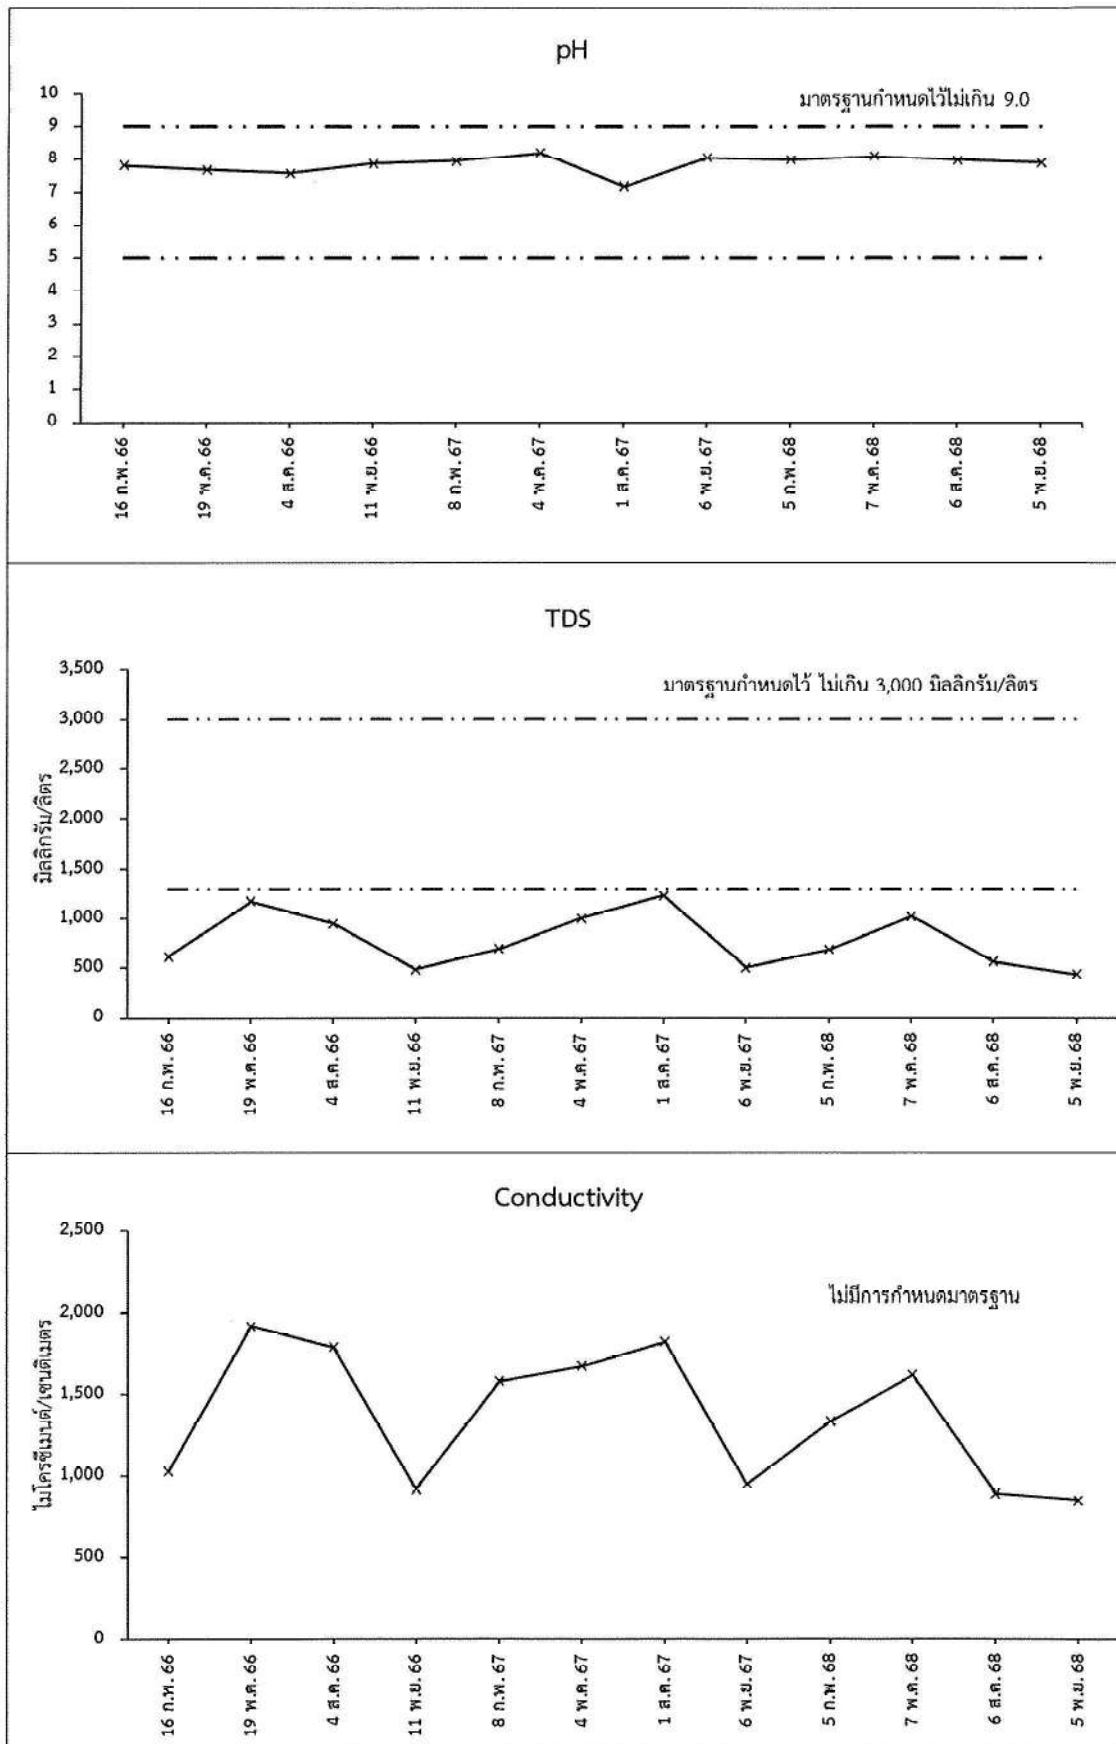 pH
มาตรฐานกำหนดไว้ไม่เกิน 9.0
10
9
8
7
6
5
4
3
2
1
0
16 ก.พ. 66
19 พ.ค. 66
4 ส.ค. 66
11 พ.ย. 66
8 ก.พ. 67
4 พ.ค. 67
1 ส.ค. 67
6 พ.ย. 67
5 ก.พ. 68
7 พ.ค. 68
6 ส.ค. 68
5 พ.ย. 68
TDS
มาตรฐานกำหนดไว้ ไม่เกิน 3,000 มิลลิกรัม/ลิตร
มิลลิกรัม/ลิตร
3,500
3,000
2,500
2,000
1,500
1,000
500
0
16 ก.พ. 66
19 พ.ค. 66
4 ส.ค. 66
11 พ.ย. 66
8 ก.พ. 67
4 พ.ค. 67
1 ส.ค. 67
6 พ.ย. 67
5 ก.พ. 68
7 พ.ค. 68
6 ส.ค. 68
5 พ.ย. 68
Conductivity
ไม่มีการกำหนดมาตรฐาน
ไมโครซีเมนต์/เซนติเมตร
2,500
2,000
1,500
1,000
500
0
16 ก.พ. 66
19 พ.ค. 66
4 ส.ค. 66
11 พ.ย. 66
8 ก.พ. 67
4 พ.ค. 67
1 ส.ค. 67
6 พ.ย. 67
5 ก.พ. 68
7 พ.ค. 68
6 ส.ค. 68
5 พ.ย. 68